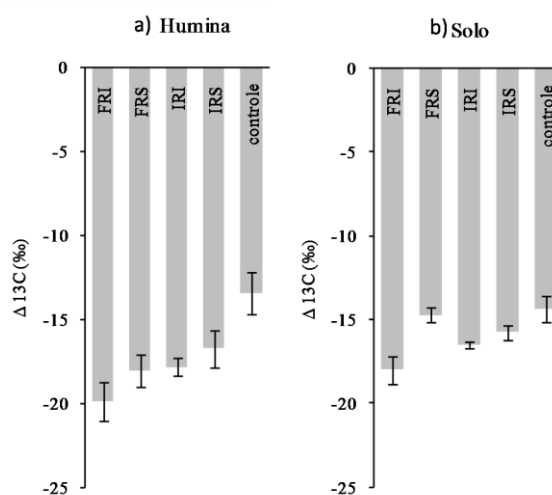 a) Humina
0
-5
-10
-15
-20
-25
Δ 13C (‰)
FRI
FRS
IRI
IRS
controle
b) Solo
0
-5
-10
-15
-20
-25
Δ 13C (‰)
FRI
FRS
IRI
IRS
controle